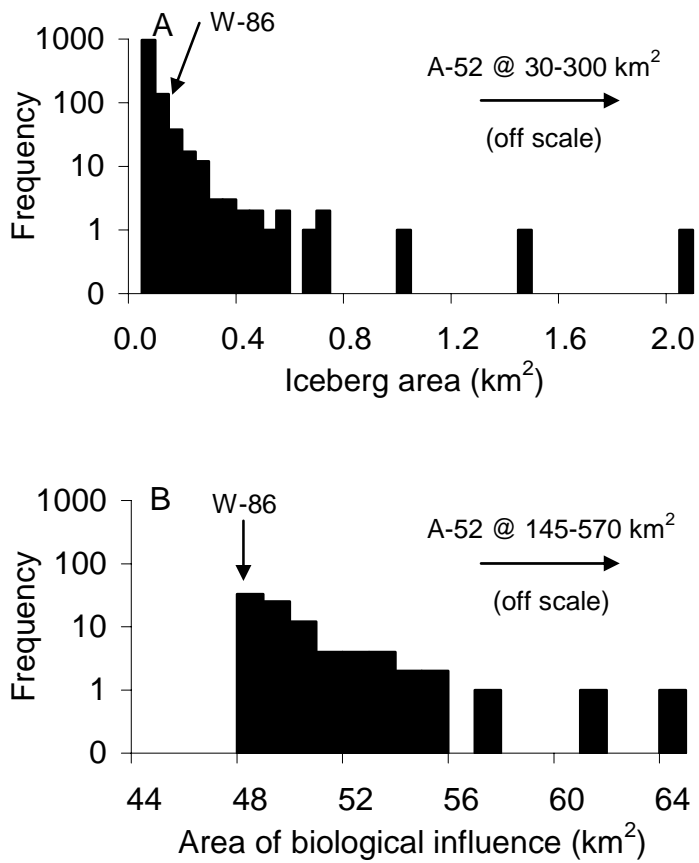 A
W-86
1000
A-52 @ 30-300 km²
100
(off scale)
10
1
0
Frequency
0.0 0.4 0.8 1.2 1.6 2.0
Iceberg area (km²)
B
W-86
1000
A-52 @ 145-570 km²
100
(off scale)
10
1
0
Frequency
44 48 52 56 60 64
Area of biological influence (km²)